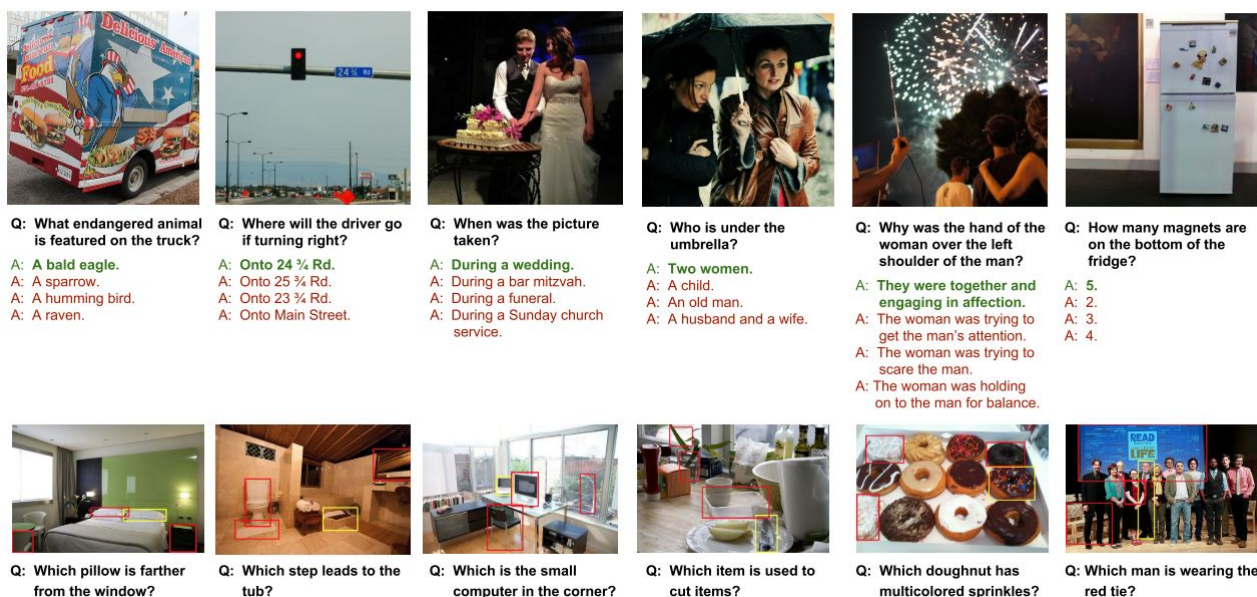 Delicious American
Food
Delicious American
24 ¾ Rd
Q: What endangered animal
is featured on the truck?
A: A bald eagle.
A: A sparrow.
A: A humming bird.
A: A raven.
Q: Where will the driver go
if turning right?
A: Onto 24 ¾ Rd.
A: Onto 25 ¾ Rd.
A: Onto 23 ¾ Rd.
A: Onto Main Street.
Q: When was the picture
taken?
A: During a wedding.
A: During a bar mitzvah.
A: During a funeral.
A: During a Sunday church
service.
Q: Who is under the
umbrella?
A: Two women.
A: A child.
A: An old man.
A: A husband and a wife.
Q: Why was the hand of the
woman over the left
shoulder of the man?
A: They were together and
engaging in affection.
A: The woman was trying to
get the man’s attention.
A: The woman was trying to
scare the man.
A: The woman was holding
on to the man for balance.
Q: How many magnets are
on the bottom of the
fridge?
A: 5.
A: 2.
A: 3.
A: 4.
READ
LIFE
Q: Which pillow is farther
from the window?
Q: Which step leads to the
tub?
Q: Which is the small
computer in the corner?
Q: Which item is used to
cut items?
Q: Which doughnut has
multicolored sprinkles?
Q: Which man is wearing the
red tie?